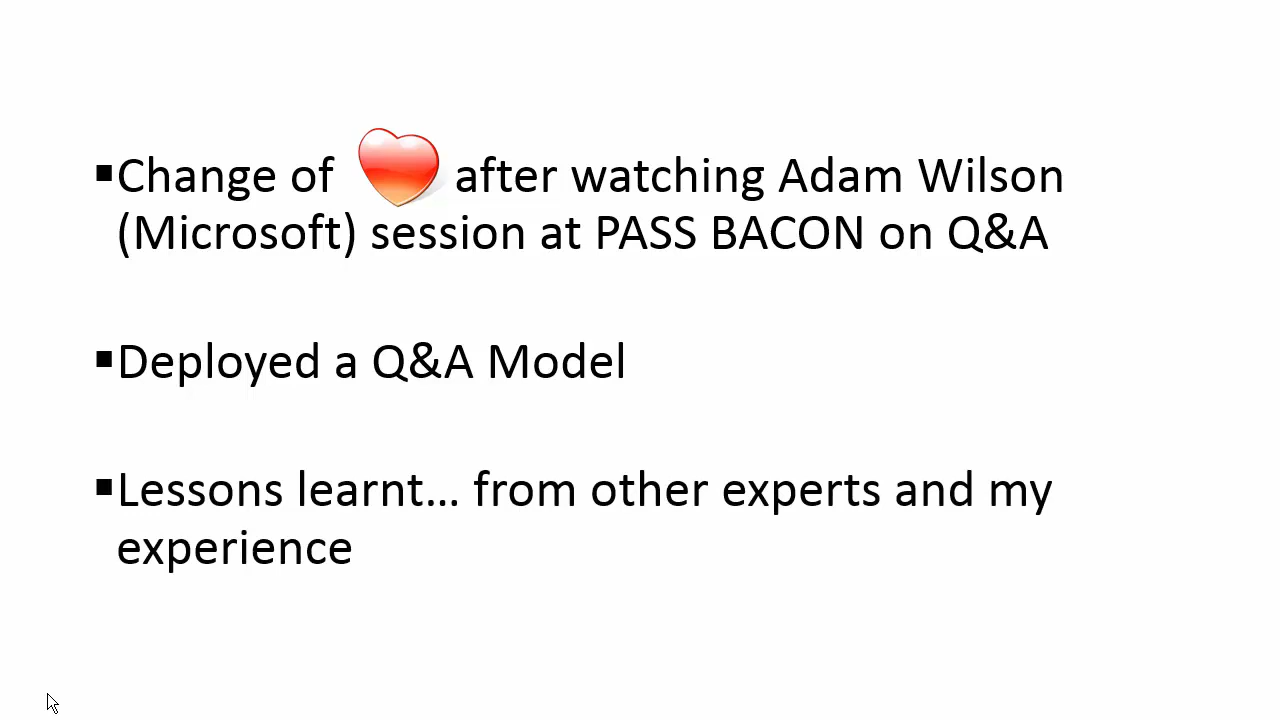 ▪Change of after watching Adam Wilson
(Microsoft) session at PASS BACON on Q&A
▪Deployed a Q&A Model
▪Lessons learnt... from other experts and my
experience